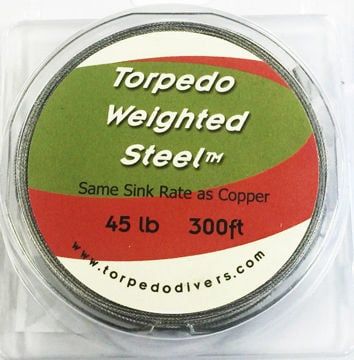 Torpedo
Weighted
Steel™
Same Sink Rate as Copper
45 lb 300ft
www.torpedodivers.com